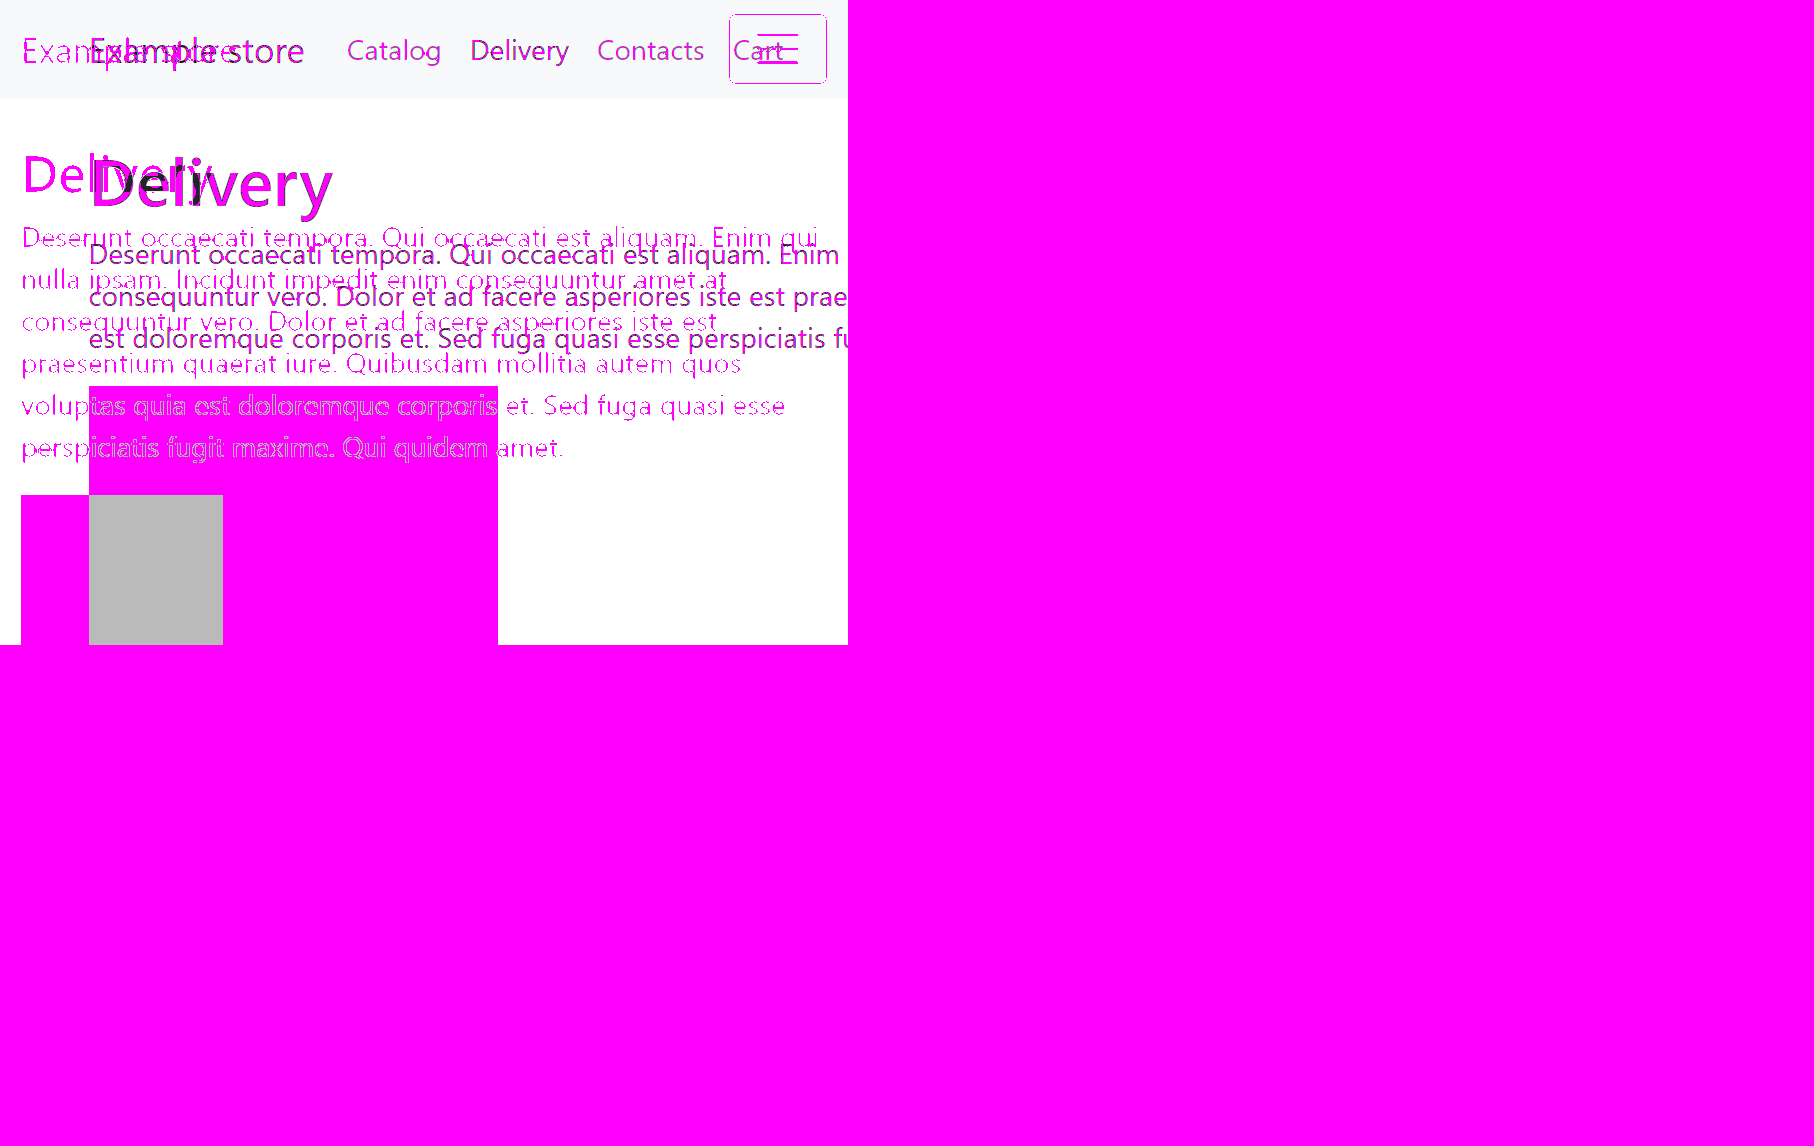 Example store
Example store Catalog Delivery Contacts Cart
Delivery
Delivery
Deserunt occaecati tempora. Qui occaecati est aliquam. Enim qui
Deserunt occaecati tempora. Qui occaecati est aliquam. Enim
nulla ipsam. Incidunt impedit enim consequuntur amet at
consequuntur vero. Dolor et ad facere asperiores iste est prae
consequuntur vero. Dolor et ad facere asperiores iste est
est doloremque corporis et. Sed fuga quasi esse perspiciatis fu
praesentium quaerat iure. Quibusdam mollitia autem quos
voluptas quia est doloremque corporis et. Sed fuga quasi esse
perspiciatis fugit maxime. Qui quidem amet.